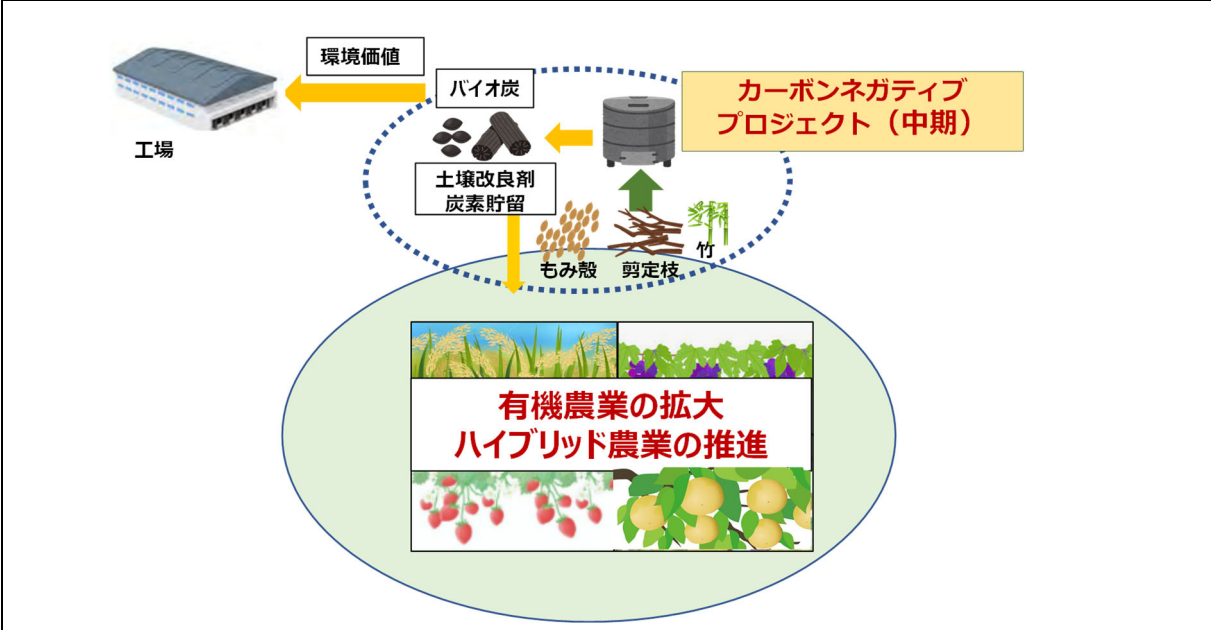 環境価値
バイオ炭
カーボンネガティブ
プロジェクト（中期）
工場
土壌改良剤
炭素貯留
竹
もみ殻
剪定枝
有機農業の拡大
ハイブリッド農業の推進